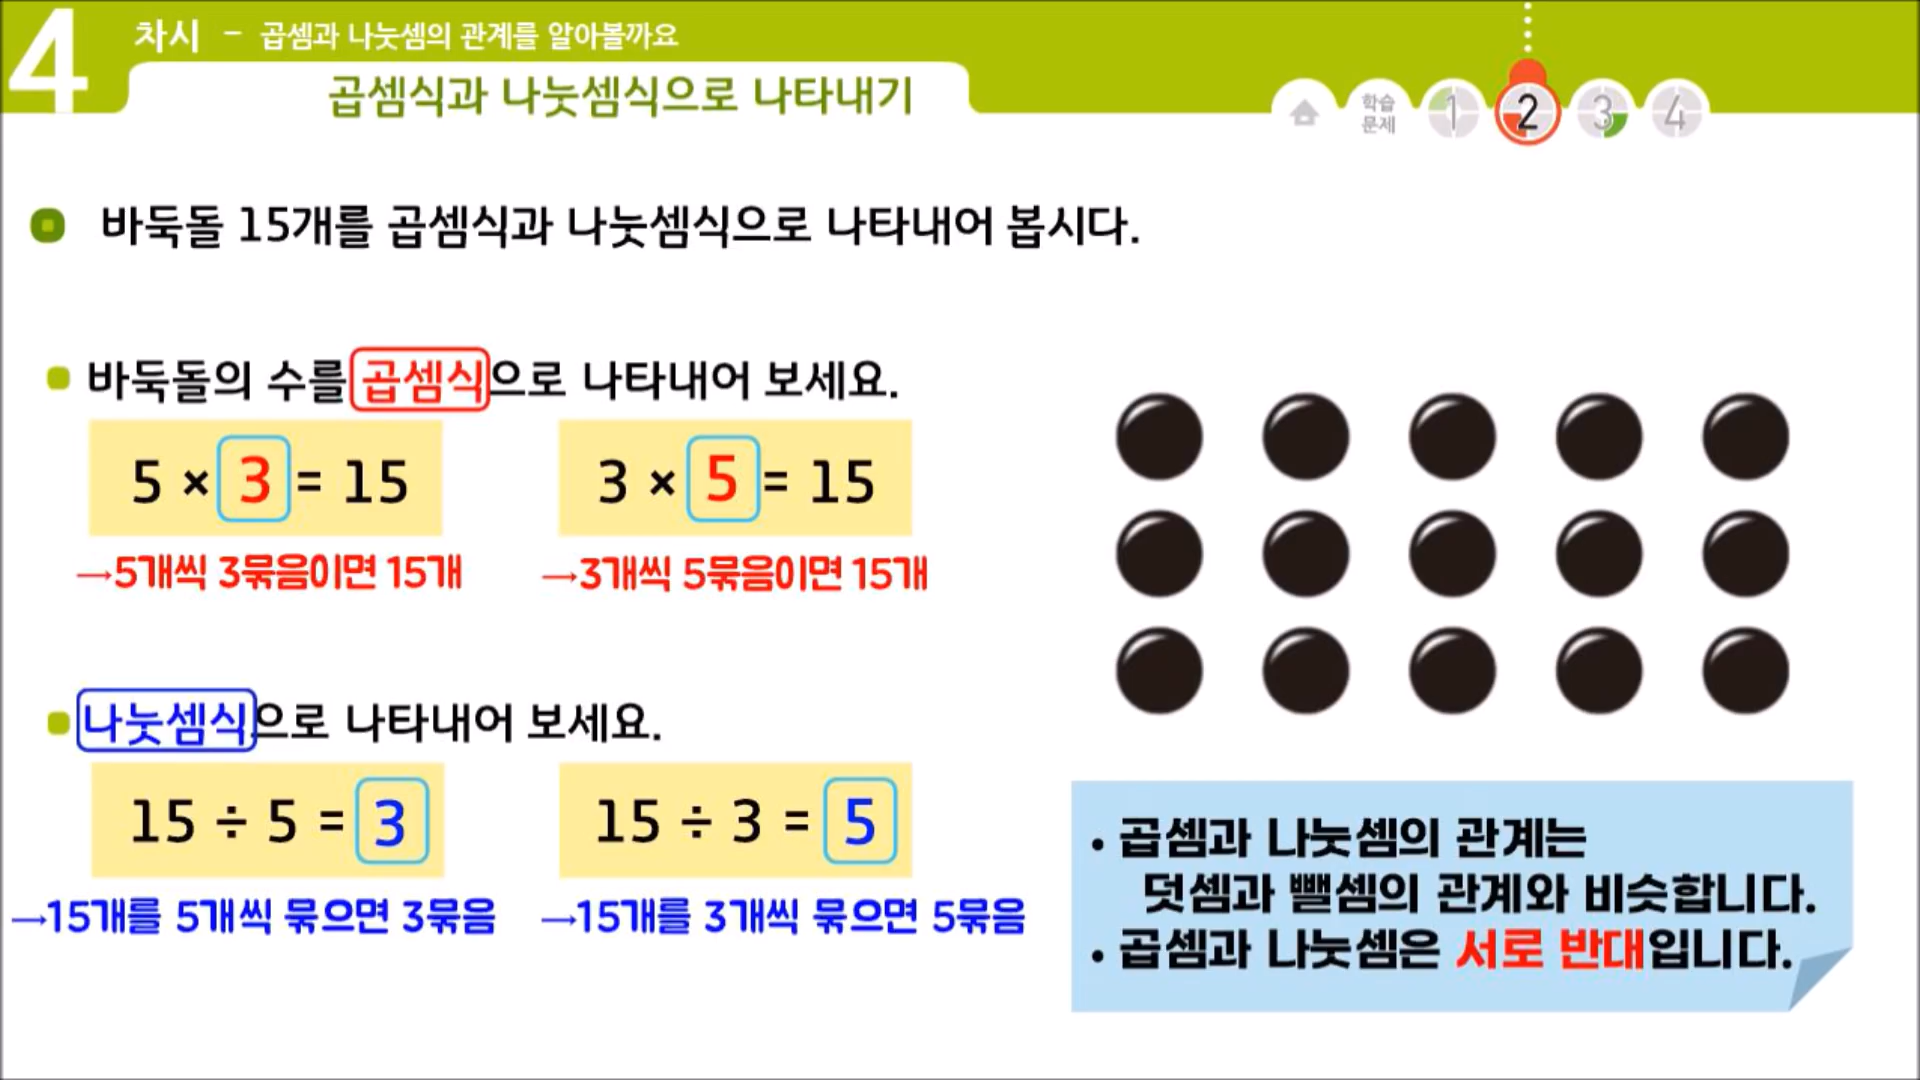 4 차시 - 곱셈과 나눗셈의 관계를 알아볼까요
곱셈식과 나눗셈식으로 나타내기
학습
문제
1 2 3 4
바둑돌 15개를 곱셈식과 나눗셈식으로 나타내어 봅시다.
바둑돌의 수를 곱셈식으로 나타내어 보세요.
5 × 3 = 15
3 × 5 = 15
→5개씩 3묶음이면 15개
→3개씩 5묶음이면 15개
나눗셈식으로 나타내어 보세요.
15 ÷ 5 = 3
15 ÷ 3 = 5
→15개를 5개씩 묶으면 3묶음
→15개를 3개씩 묶으면 5묶음
• 곱셈과 나눗셈의 관계는
덧셈과 뺄셈의 관계와 비슷합니다.
• 곱셈과 나눗셈은 서로 반대입니다.